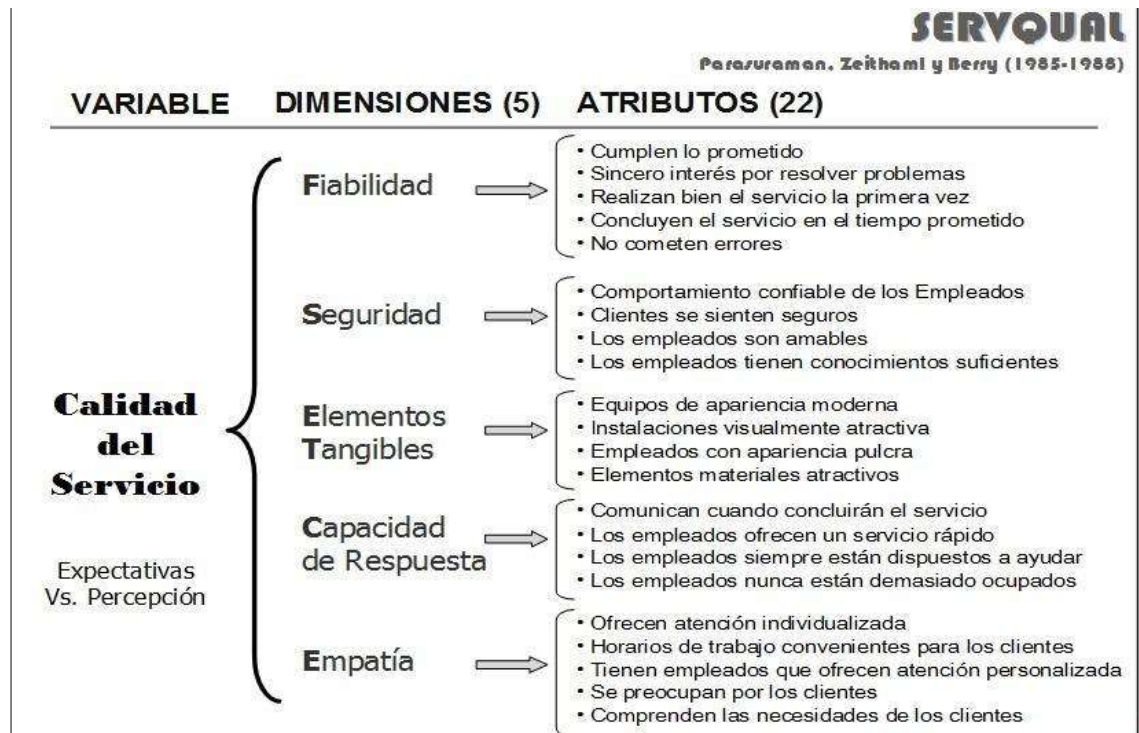 SERVQUAL
Parasuraman, Zeithaml y Berry (1985-1988)
VARIABLE DIMENSIONES (5) ATRIBUTOS (22)
Calidad
del
Servicio
Expectativas
Vs. Percepción
Fiabilidad
• Cumplen lo prometido
• Sincero interés por resolver problemas
• Realizan bien el servicio la primera vez
• Concluyen el servicio en el tiempo prometido
• No cometen errores
Seguridad
• Comportamiento confiable de los Empleados
• Clientes se sienten seguros
• Los empleados son amables
• Los empleados tienen conocimientos suficientes
Elementos
Tangibles
• Equipos de apariencia moderna
• Instalaciones visualmente atractiva
• Empleados con apariencia pulcra
• Elementos materiales atractivos
Capacidad
de Respuesta
• Comunican cuando concluirán el servicio
• Los empleados ofrecen un servicio rápido
• Los empleados siempre están dispuestos a ayudar
• Los empleados nunca están demasiado ocupados
Empatía
• Ofrecen atención individualizada
• Horarios de trabajo convenientes para los clientes
• Tienen empleados que ofrecen atención personalizada
• Se preocupan por los clientes
• Comprenden las necesidades de los clientes